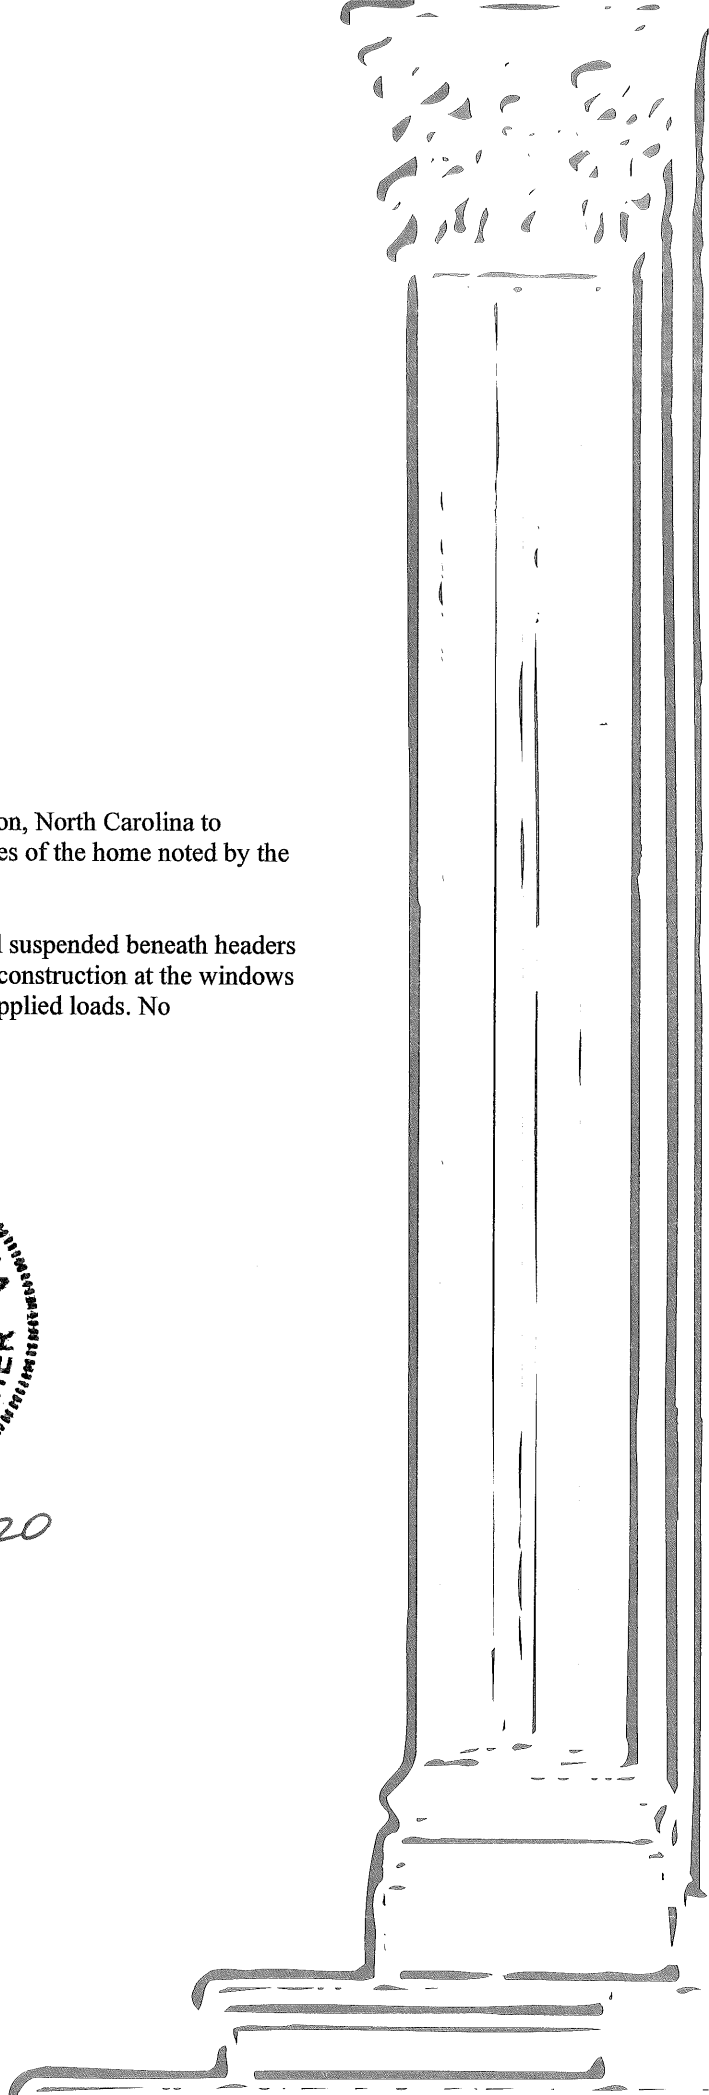 on, North Carolina to
es of the home noted by the
l suspended beneath headers
construction at the windows
pplied loads. No
20